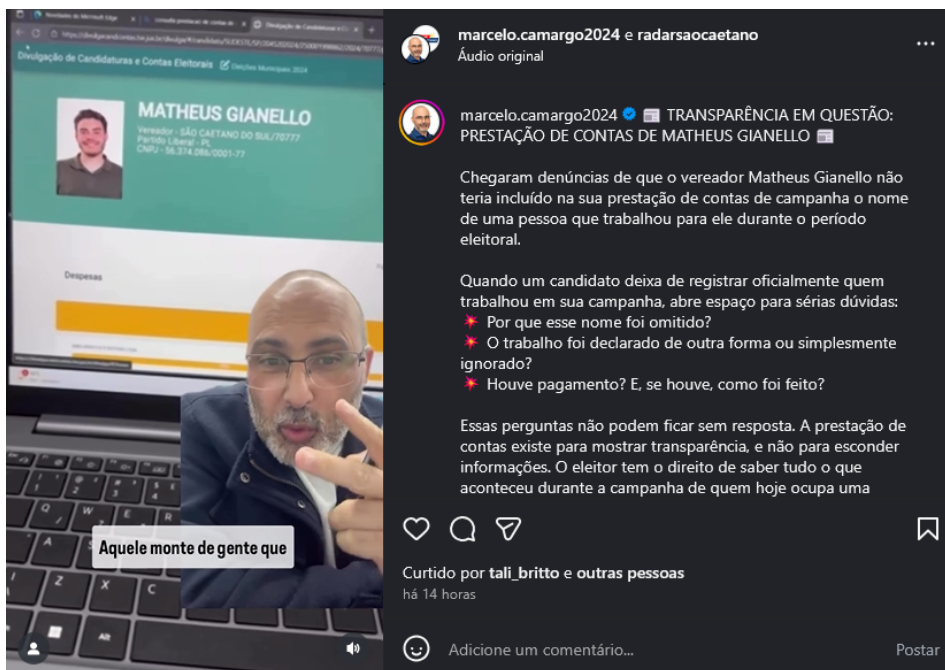 Novidades do Microsoft Edge
Divulgação de Candidaturas e Contas Eleitorais
Eleições Municipais 2024
MATHEUS GIANELLO
Vereador - SÃO CAETANO DO SUL/70777
Partido Liberal - PL
CNPJ - 56.374.086/0001-77
Despesas
Aquele monte de gente que
marcelo.camargo2024 e radarsaocaetano
Áudio original
marcelo.camargo2024 📰 TRANSPARÊNCIA EM QUESTÃO:
PRESTAÇÃO DE CONTAS DE MATHEUS GIANELLO 📰
Chegaram denúncias de que o vereador Matheus Gianello não
teria incluído na sua prestação de contas de campanha o nome
de uma pessoa que trabalhou para ele durante o período
eleitoral.
Quando um candidato deixa de registrar oficialmente quem
trabalhou em sua campanha, abre espaço para sérias dúvidas:
💥 Por que esse nome foi omitido?
💥 O trabalho foi declarado de outra forma ou simplesmente
ignorado?
💥 Houve pagamento? E, se houve, como foi feito?
Essas perguntas não podem ficar sem resposta. A prestação de
contas existe para mostrar transparência, e não para esconder
informações. O eleitor tem o direito de saber tudo o que
aconteceu durante a campanha de quem hoje ocupa uma
Curtido por tali_britto e outras pessoas
há 14 horas
Adicione um comentário...
Postar